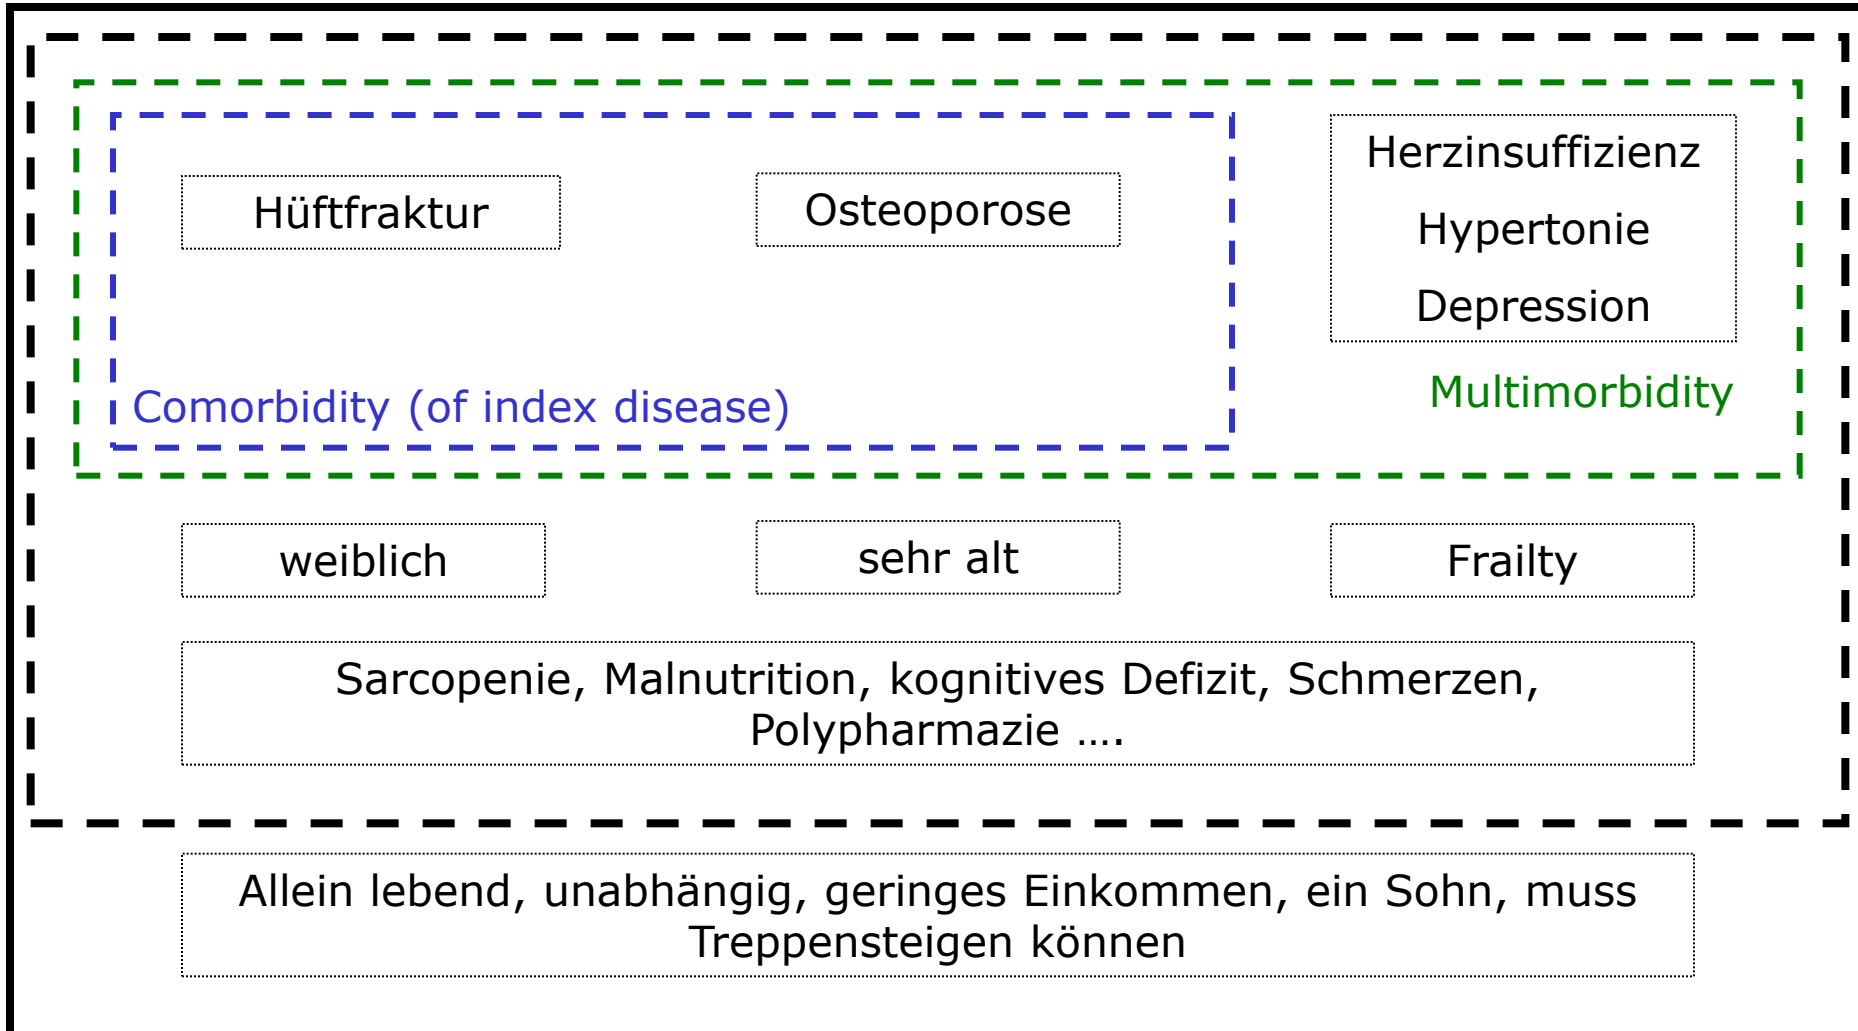 Hüftfraktur
Osteoporose
Herzinsuffizienz
Hypertonie
Depression
Comorbidity (of index disease)
Multimorbidity
weiblich
sehr alt
Frailty
Sarcopenie, Malnutrition, kognitives Defizit, Schmerzen,
Polypharmazie ....
Allein lebend, unabhängig, geringes Einkommen, ein Sohn, muss
Treppensteigen können